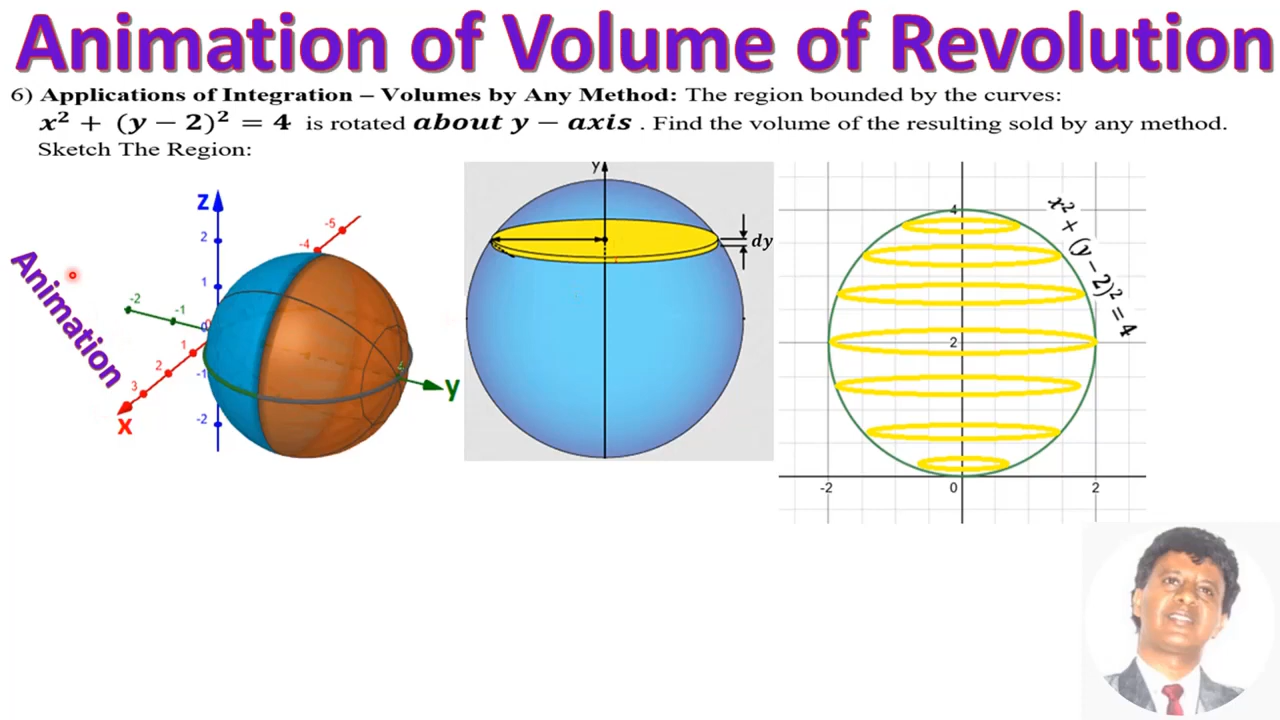 Animation of Volume of Revolution
6) Applications of Integration – Volumes by Any Method: The region bounded by the curves:
x² + (y − 2)² = 4 is rotated about y − axis . Find the volume of the resulting sold by any method.
Sketch The Region:
Animation
z
2
1
0
-1
-2
-5
-4
0
1
2
3
x
-2
-1
4
y
y
dy
4
2
-2
0
2
x² + (y − 2)² = 4